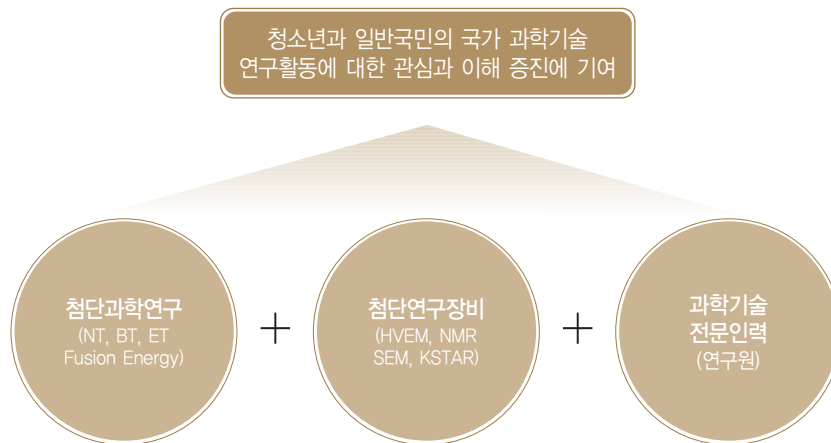 청소년과 일반국민의 국가 과학기술
연구활동에 대한 관심과 이해 증진에 기여
첨단과학연구
(NT, BT, ET
Fusion Energy)
+
첨단연구장비
(HVEM, NMR
SEM, KSTAR)
+
과학기술
전문인력
(연구원)